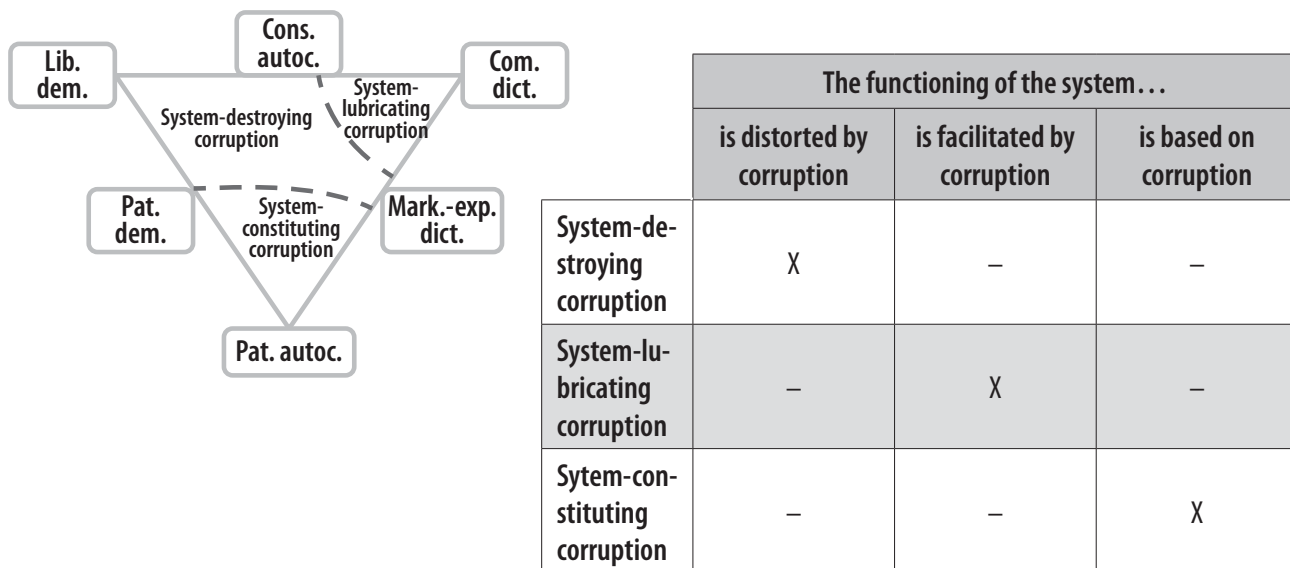 Cons.
autoc.
Lib.
dem.
Com.
dict.
System-
lubricating
corruption
System-destroying
corruption
Pat.
dem.
System-
constituting
corruption
Mark.-exp.
dict.
Pat. autoc.
The functioning of the system…
is distorted by
corruption
is facilitated by
corruption
is based on
corruption
System-de-
stroying
corruption
X
–
–
System-lu-
bricating
corruption
–
X
–
Sytem-con-
stituting
corruption
–
–
X